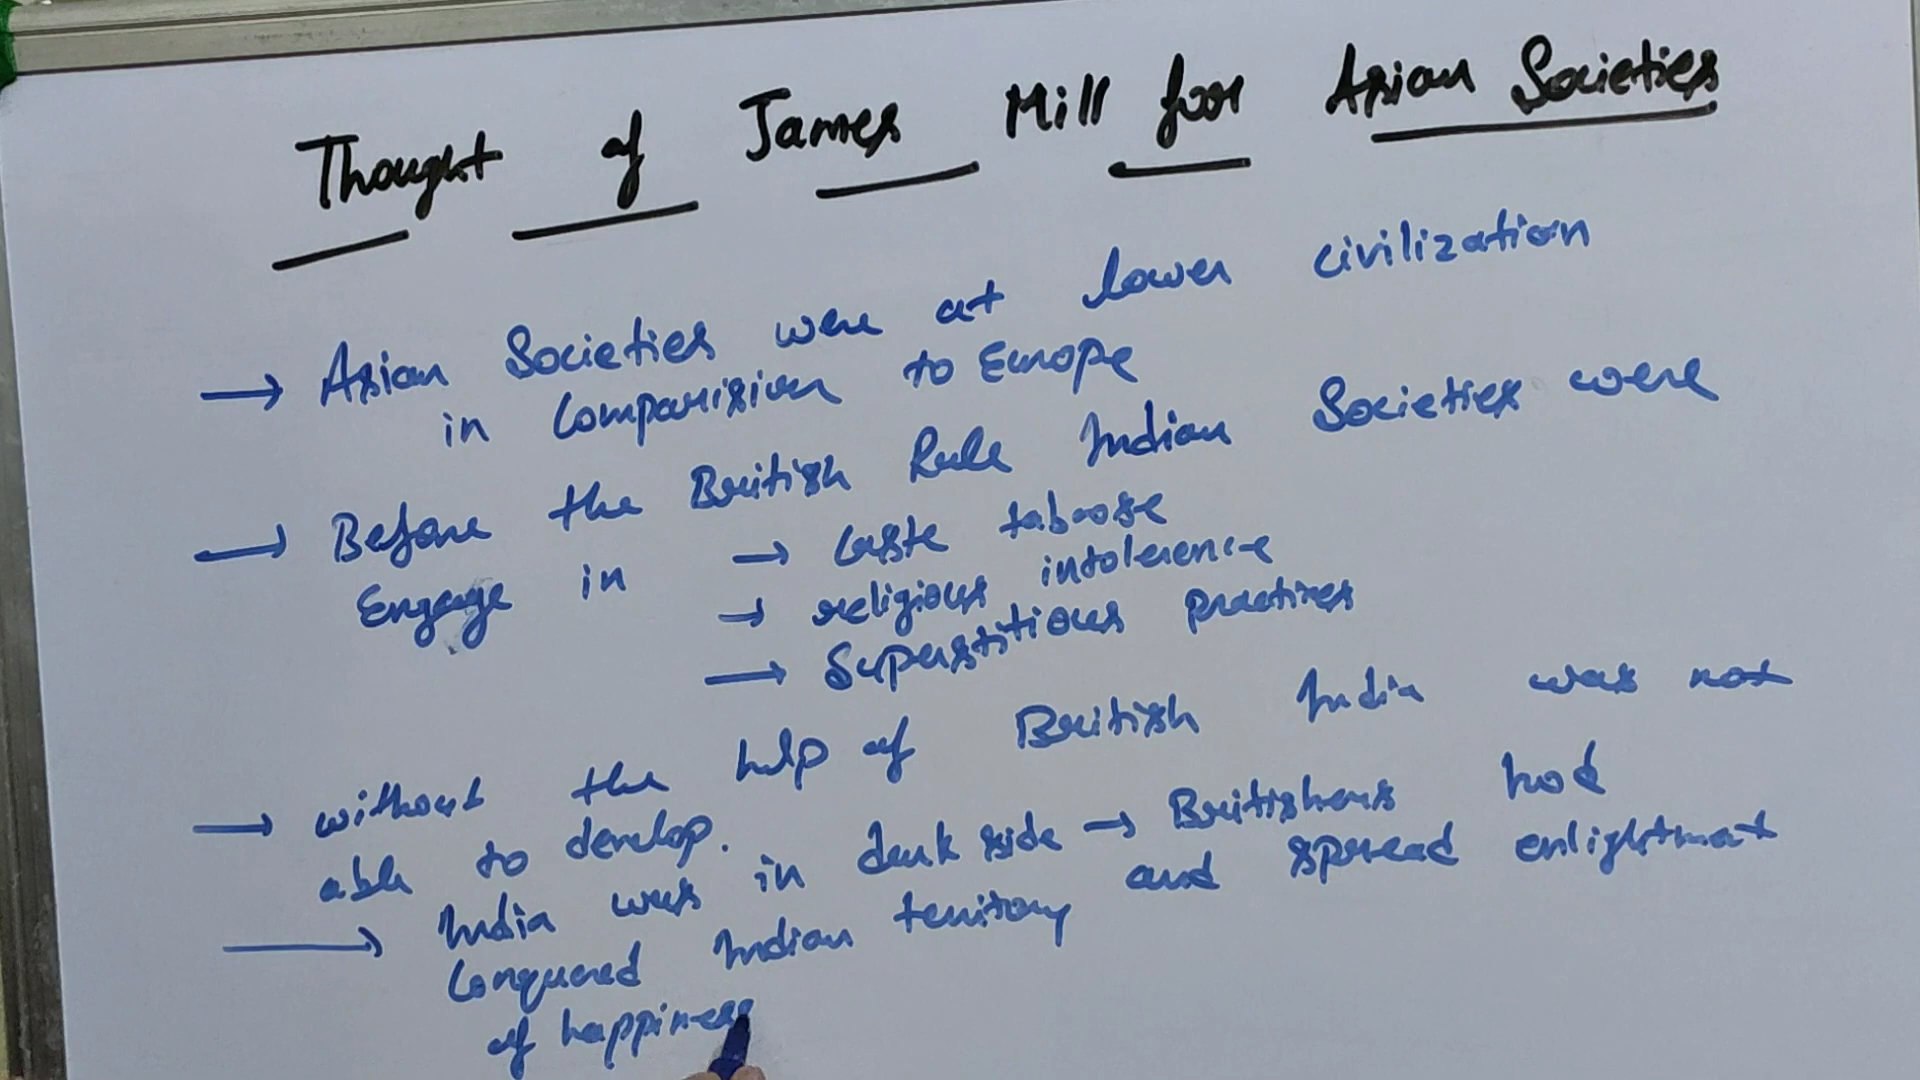 Thought of James Mill for Asian Societies
→ Asian Societies were at lower civilization
in Comparision to Europe
→ Before the British Rule Indian Societies were
Engage in → Caste taboose
→ religious intolerence
→ Superstitious practices
→ without the help of British India was not
able to develop.
→ India was in dark side → Britishers had
Conquered Indian territory and spread enlightmat
of happiness